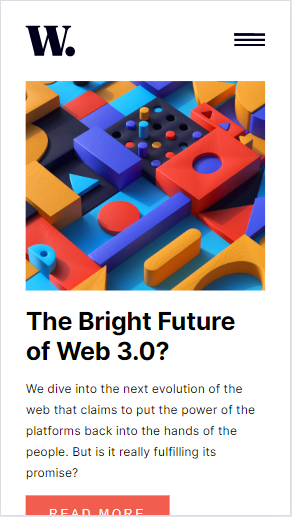 W.
The Bright Future
of Web 3.0?
We dive into the next evolution of the
web that claims to put the power of the
platforms back into the hands of the
people. But is it really fulfilling its
promise?
READ MORE